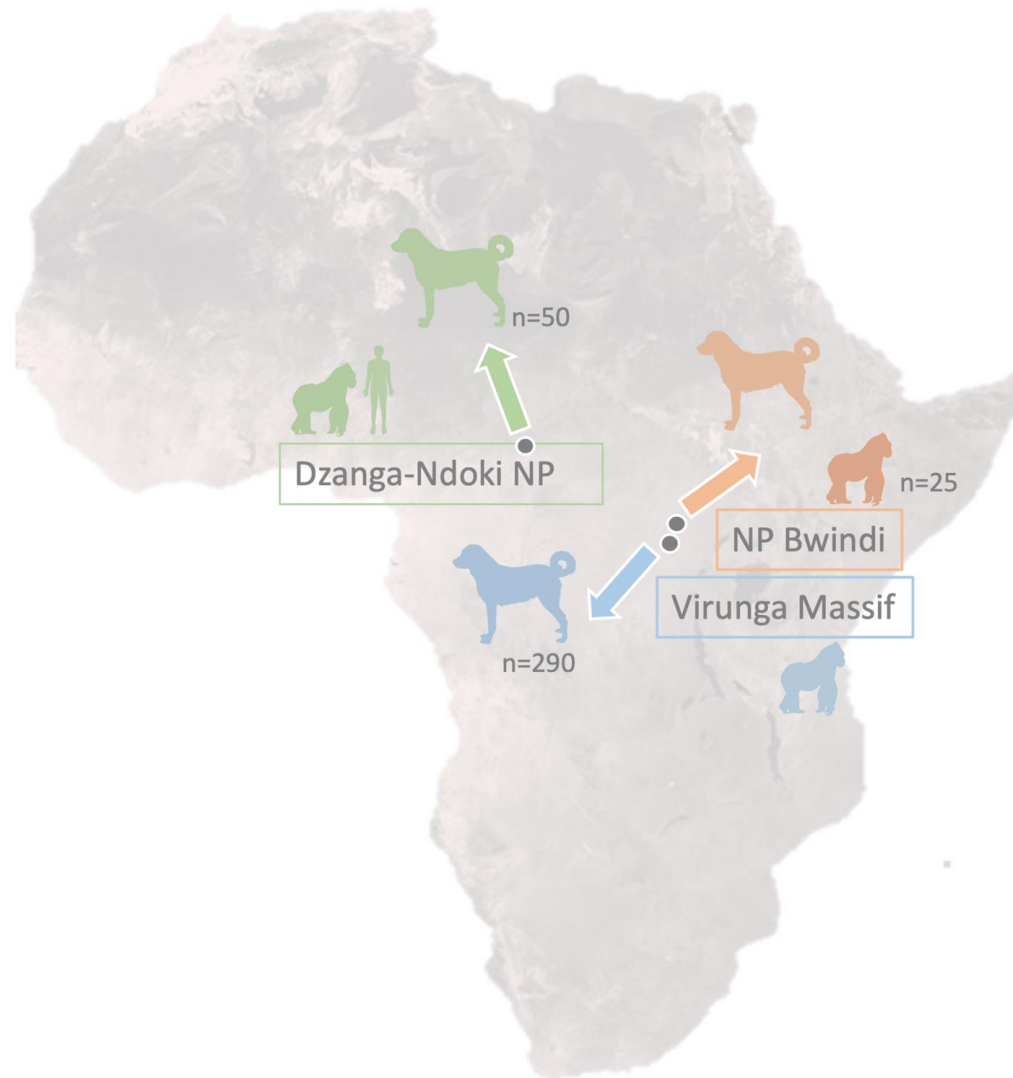 n=50
Dzanga-Ndoki NP
n=25
NP Bwindi
Virunga Massif
n=290